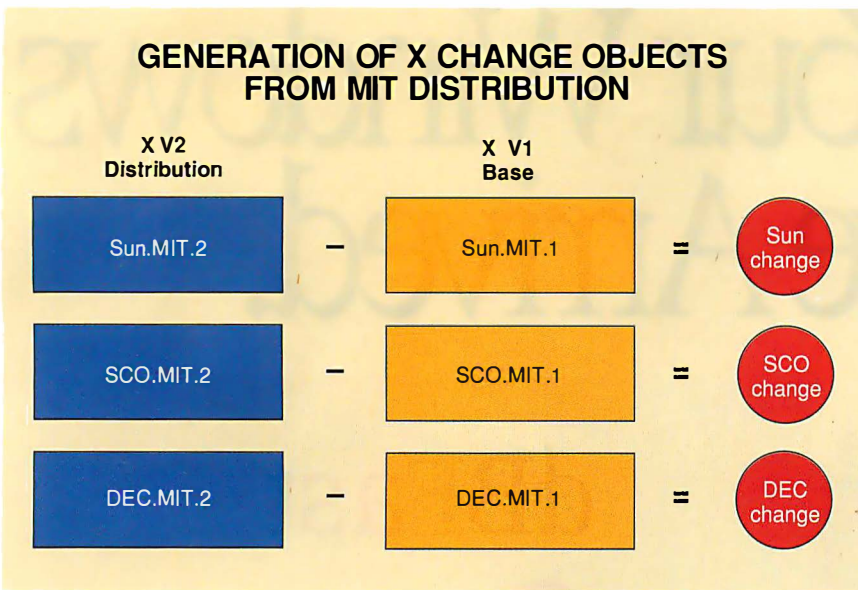 GENERATION OF X CHANGE OBJECTS
FROM MIT DISTRIBUTION
X V2
Distribution
X V1
Base
Sun.MIT.2 – Sun.MIT.1 = Sun
change
SCO.MIT.2 – SCO.MIT.1 = SCO
change
DEC.MIT.2 – DEC.MIT.1 = DEC
change